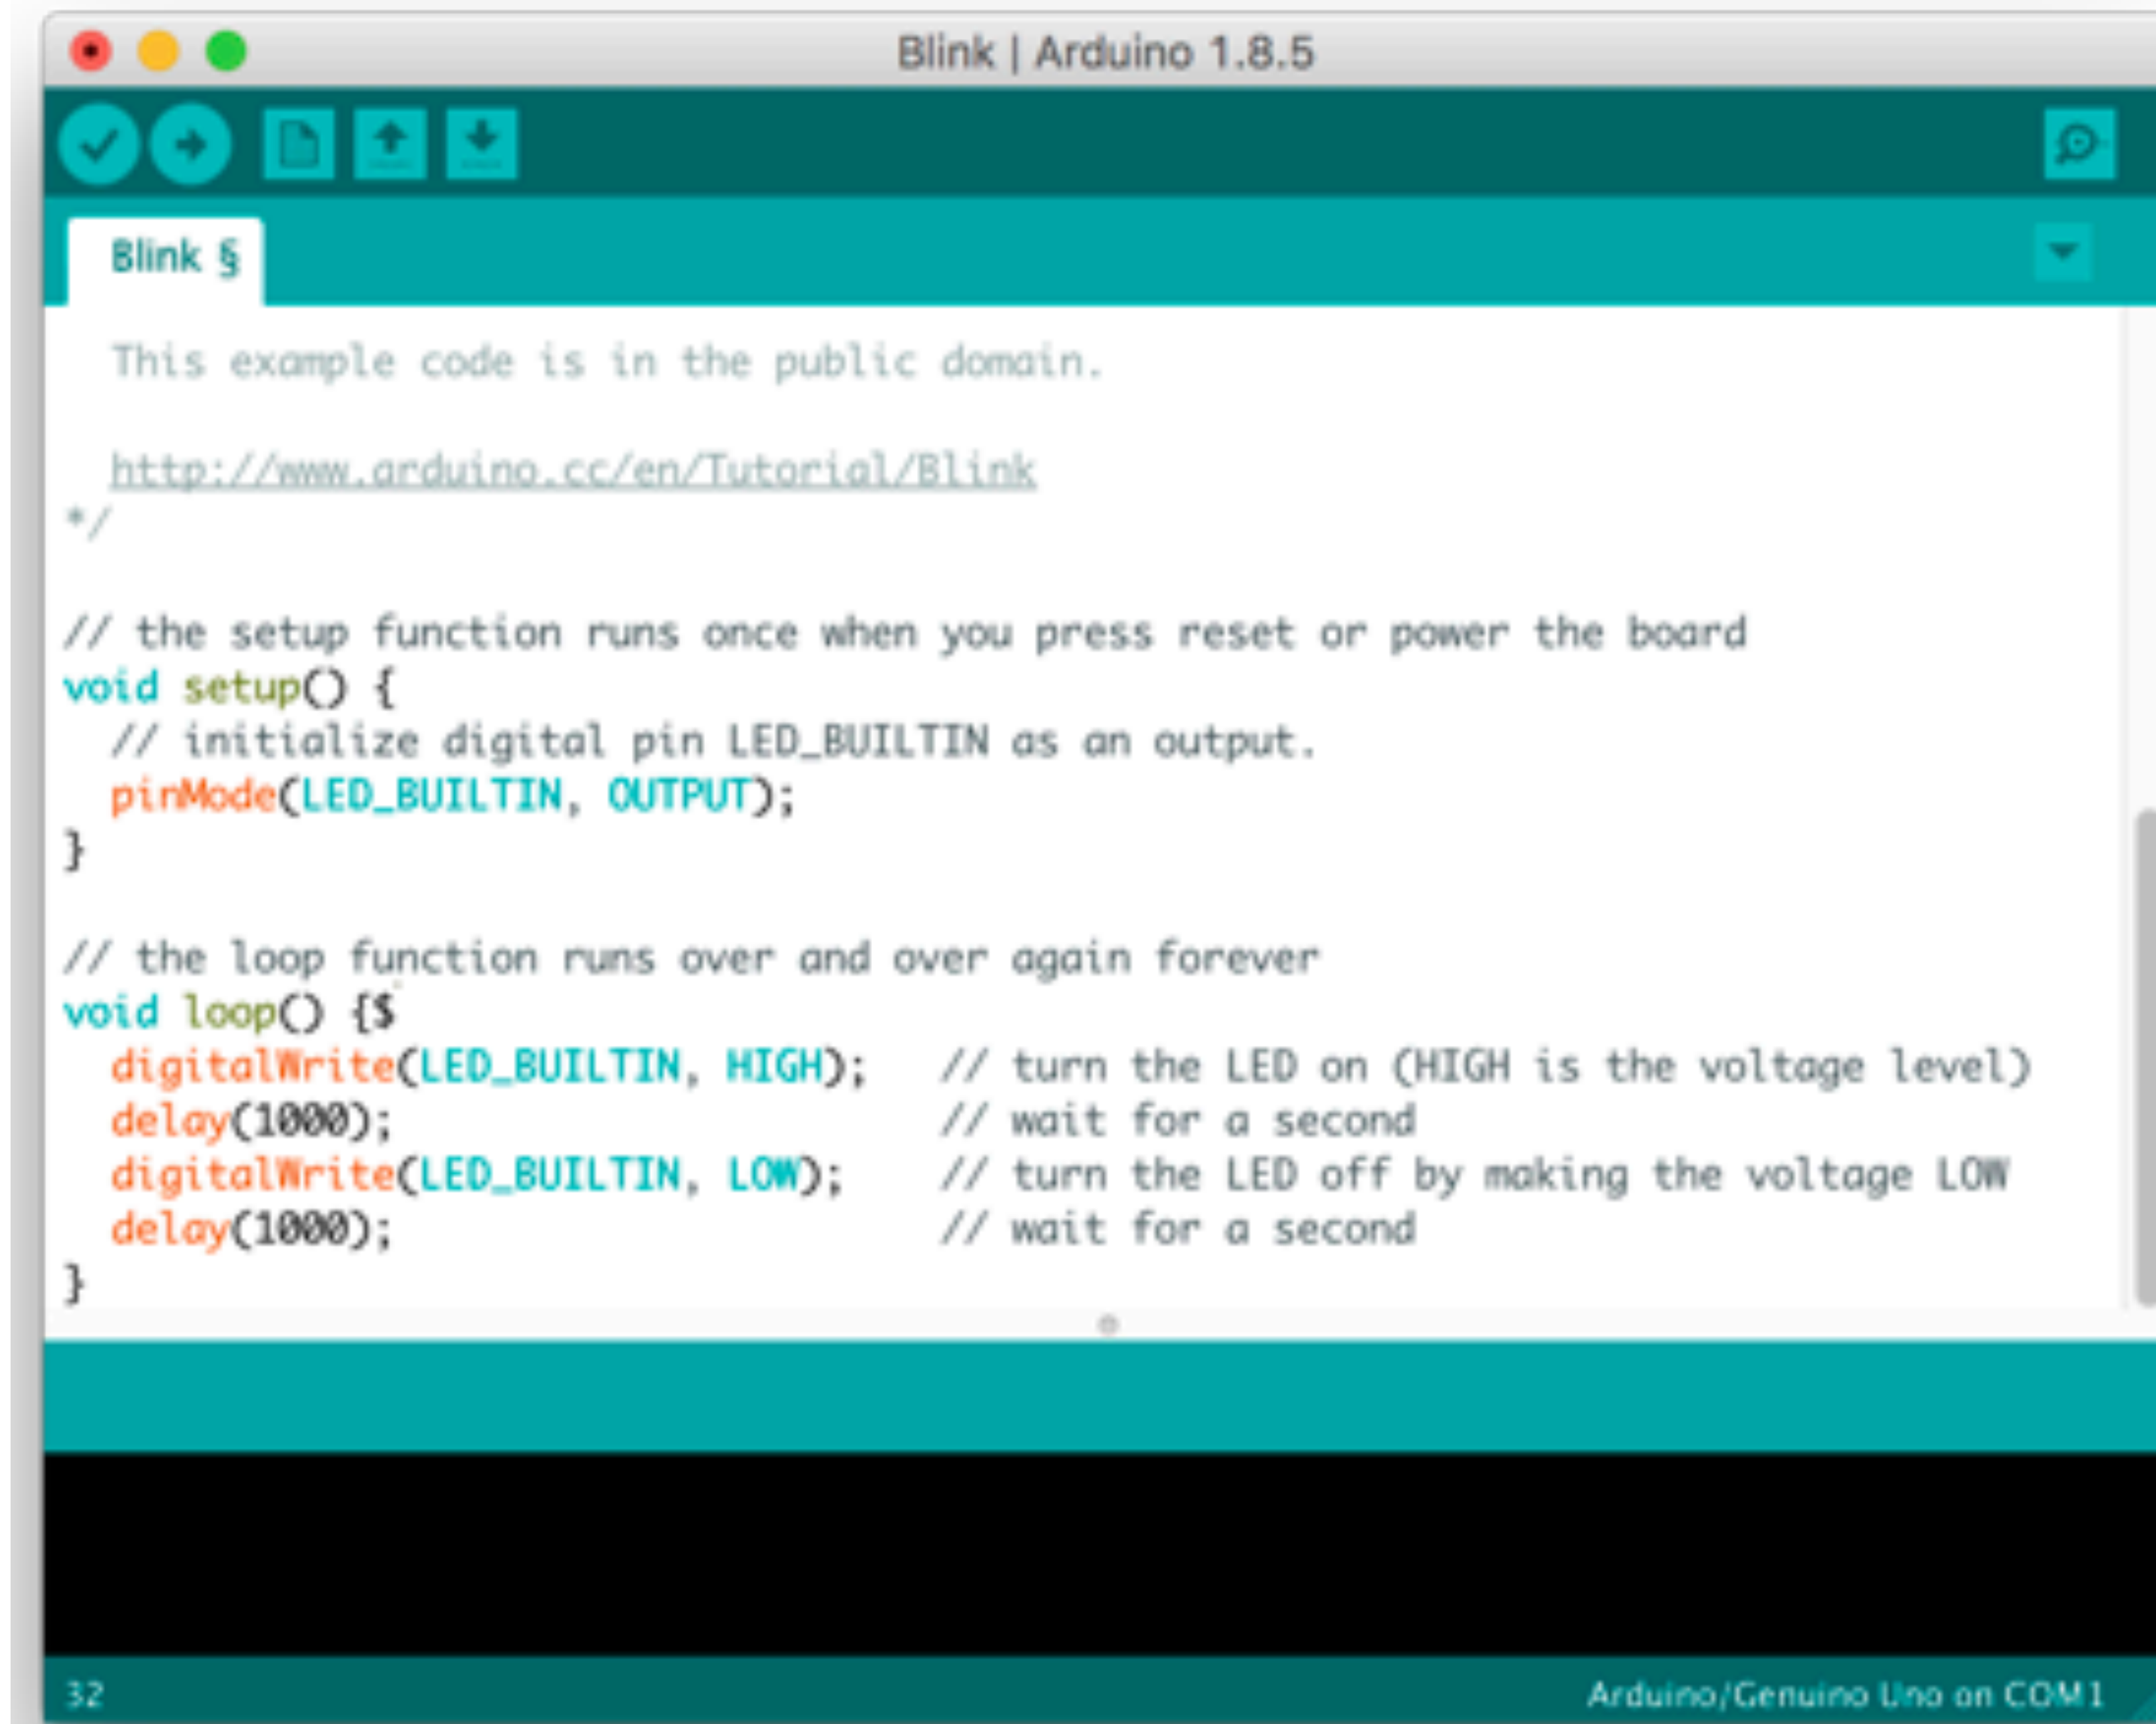 Blink | Arduino 1.8.5
Blink §
This example code is in the public domain.
http://www.arduino.cc/en/Tutorial/Blink
*/
// the setup function runs once when you press reset or power the board
void setup() {
  // initialize digital pin LED_BUILTIN as an output.
  pinMode(LED_BUILTIN, OUTPUT);
}
// the loop function runs over and over again forever
void loop() {$
  digitalWrite(LED_BUILTIN, HIGH);   // turn the LED on (HIGH is the voltage level)
  delay(1000);                       // wait for a second
  digitalWrite(LED_BUILTIN, LOW);    // turn the LED off by making the voltage LOW
  delay(1000);                       // wait for a second
}
32 Arduino/Genuino Uno on COM1